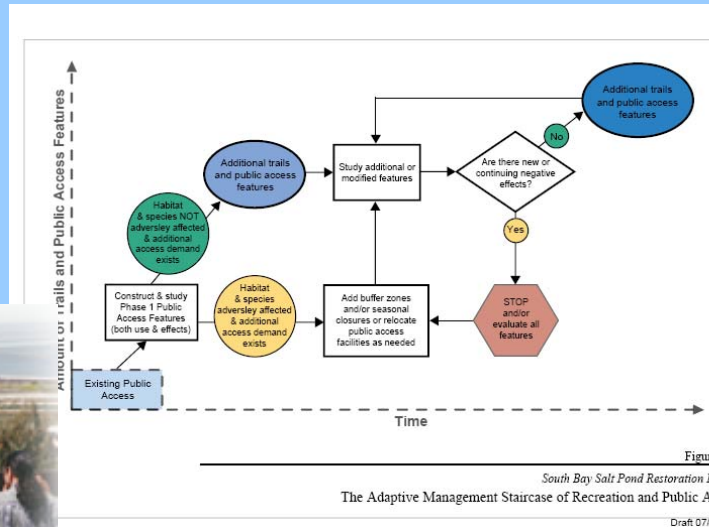 Amount of Trails and Public Access Features
Additional trails
and public access
features
Additional trails
and public access
features
Study additional or
modified features
No
Are there new or
continuing negative
effects?
Habitat
& species NOT
adversley affected
& additional
access demand
exists
Yes
Construct & study
Phase 1 Public
Access Features
(both use & effects)
Habitat
& species
adversley affected
& additional
access demand
exists
Add buffer zones
and/or seasonal
closures or relocate
public access
facilities as needed
STOP
and/or
evaluate all
features
Existing Public
Access
Time
South Bay Salt Pond Restoration
The Adaptive Management Staircase of Recreation and Public
Draft